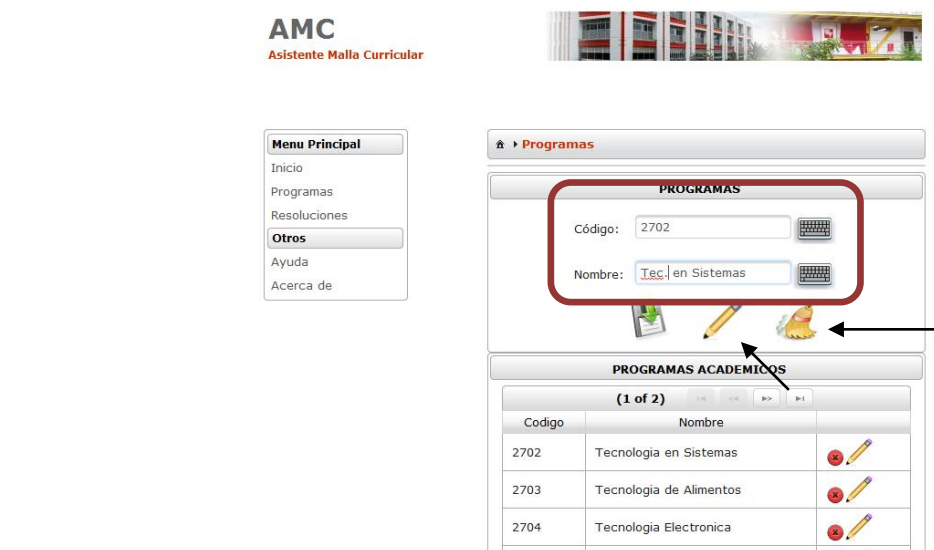 AMC
Asistente Malla Curricular
Menu Principal
Inicio
Programas
Resoluciones
Otros
Ayuda
Acerca de
Programas
PROGRAMAS
Código: 2702
Nombre: Tec. en Sistemas
PROGRAMAS ACADEMICOS
(1 of 2)
Codigo Nombre
2702 Tecnologia en Sistemas
2703 Tecnologia de Alimentos
2704 Tecnologia Electronica